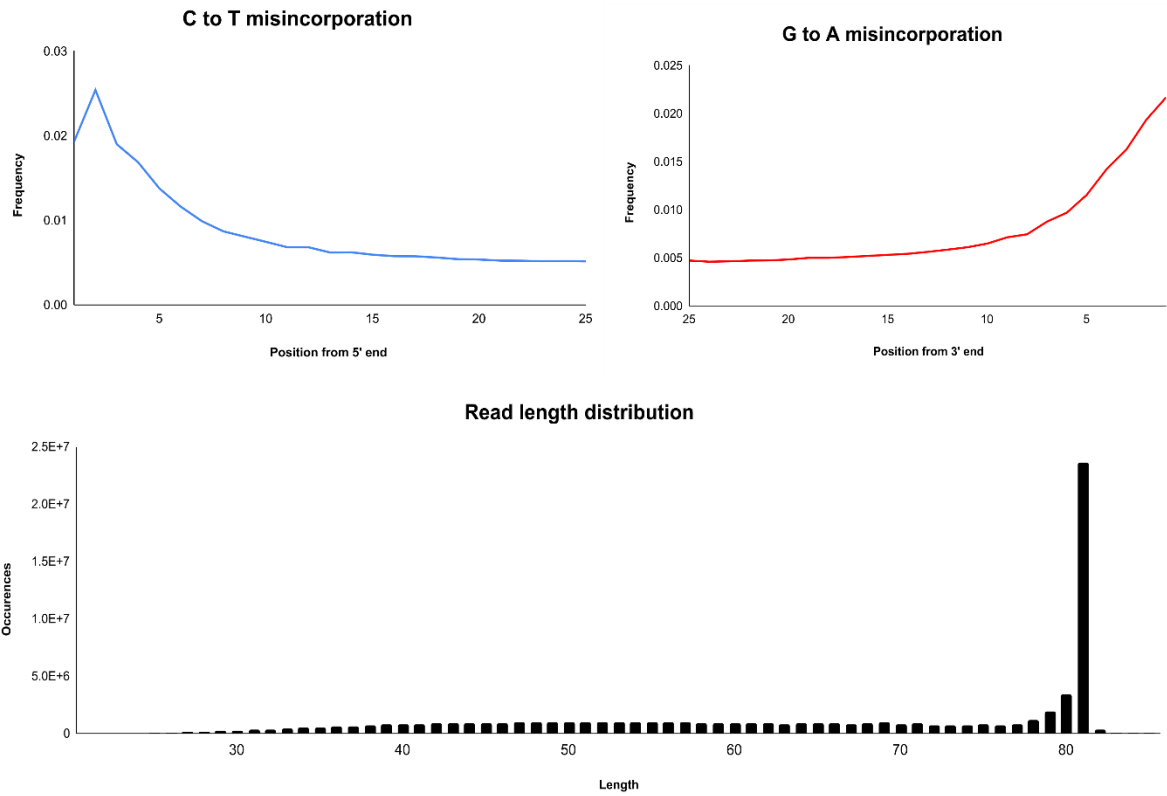 C to T misincorporation
0.03
0.02
0.01
0.00
Frequency
5
10
15
20
25
Position from 5' end
G to A misincorporation
0.025
0.020
0.015
0.010
0.005
0.000
Frequency
25
20
15
10
5
Position from 3' end
Read length distribution
2.5E+7
2.0E+7
1.5E+7
1.0E+7
5.0E+6
0
Occurences
30
40
50
60
70
80
Length